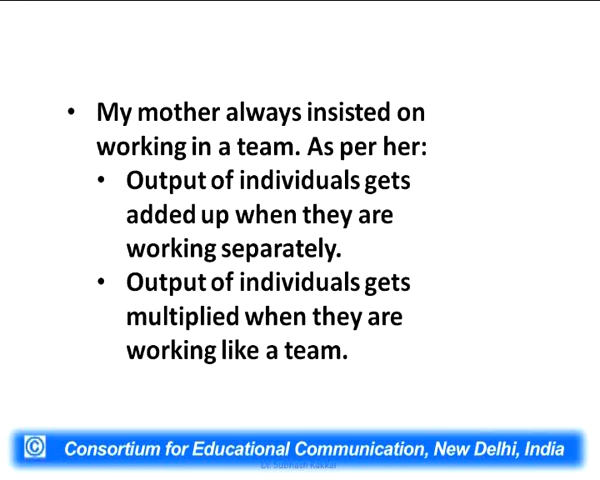 • My mother always insisted on
working in a team. As per her:
• Output of individuals gets
added up when they are
working separately.
• Output of individuals gets
multiplied when they are
working like a team.
© Consortium for Educational Communication, New Delhi, India